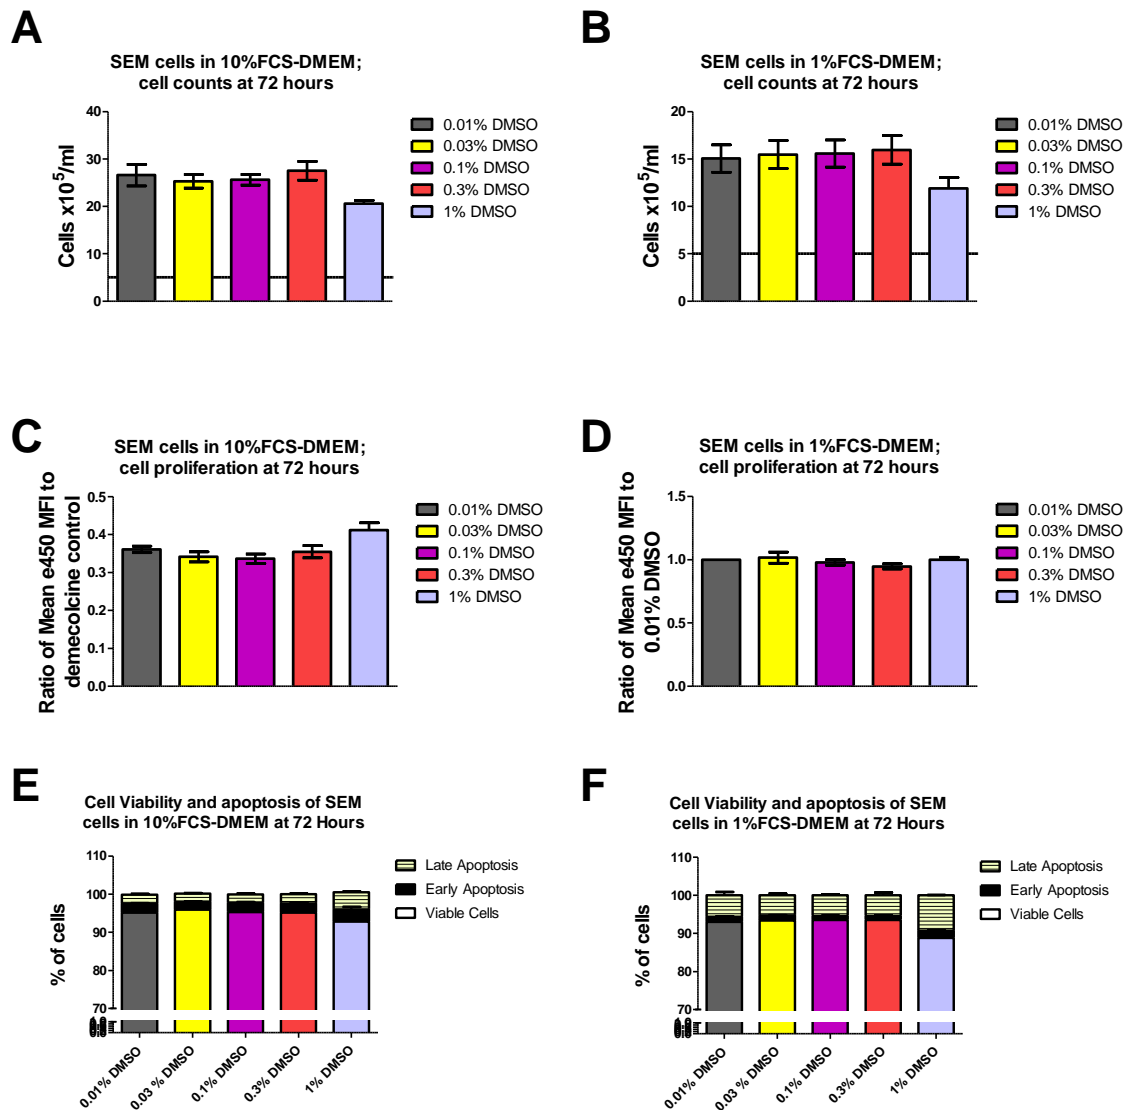 A
SEM cells in 10%FCS-DMEM;
cell counts at 72 hours
Cells x10⁵/ml
40
30
20
10
0
0.01% DMSO
0.03% DMSO
0.1% DMSO
0.3% DMSO
1% DMSO
B
SEM cells in 1%FCS-DMEM;
cell counts at 72 hours
Cells x10⁵/ml
20
15
10
5
0
0.01% DMSO
0.03% DMSO
0.1% DMSO
0.3% DMSO
1% DMSO
C
SEM cells in 10%FCS-DMEM;
cell proliferation at 72 hours
Ratio of Mean e450 MFI to
demecolcine control
0.5
0.4
0.3
0.2
0.1
0.0
0.01% DMSO
0.03% DMSO
0.1% DMSO
0.3% DMSO
1% DMSO
D
SEM cells in 1%FCS-DMEM;
cell proliferation at 72 hours
Ratio of Mean e450 MFI to
0.01% DMSO
1.5
1.0
0.5
0.0
0.01% DMSO
0.03% DMSO
0.1% DMSO
0.3% DMSO
1% DMSO
E
Cell Viability and apoptosis of SEM
cells in 10%FCS-DMEM at 72 Hours
% of cells
110
100
90
80
70
Late Apoptosis
Early Apoptosis
Viable Cells
0.01% DMSO
0.03 % DMSO
0.1% DMSO
0.3% DMSO
1% DMSO
F
Cell Viability and apoptosis of SEM
cells in 1%FCS-DMEM at 72 Hours
% of cells
110
100
90
80
70
Late Apoptosis
Early Apoptosis
Viable Cells
0.01% DMSO
0.03 % DMSO
0.1% DMSO
0.3% DMSO
1% DMSO